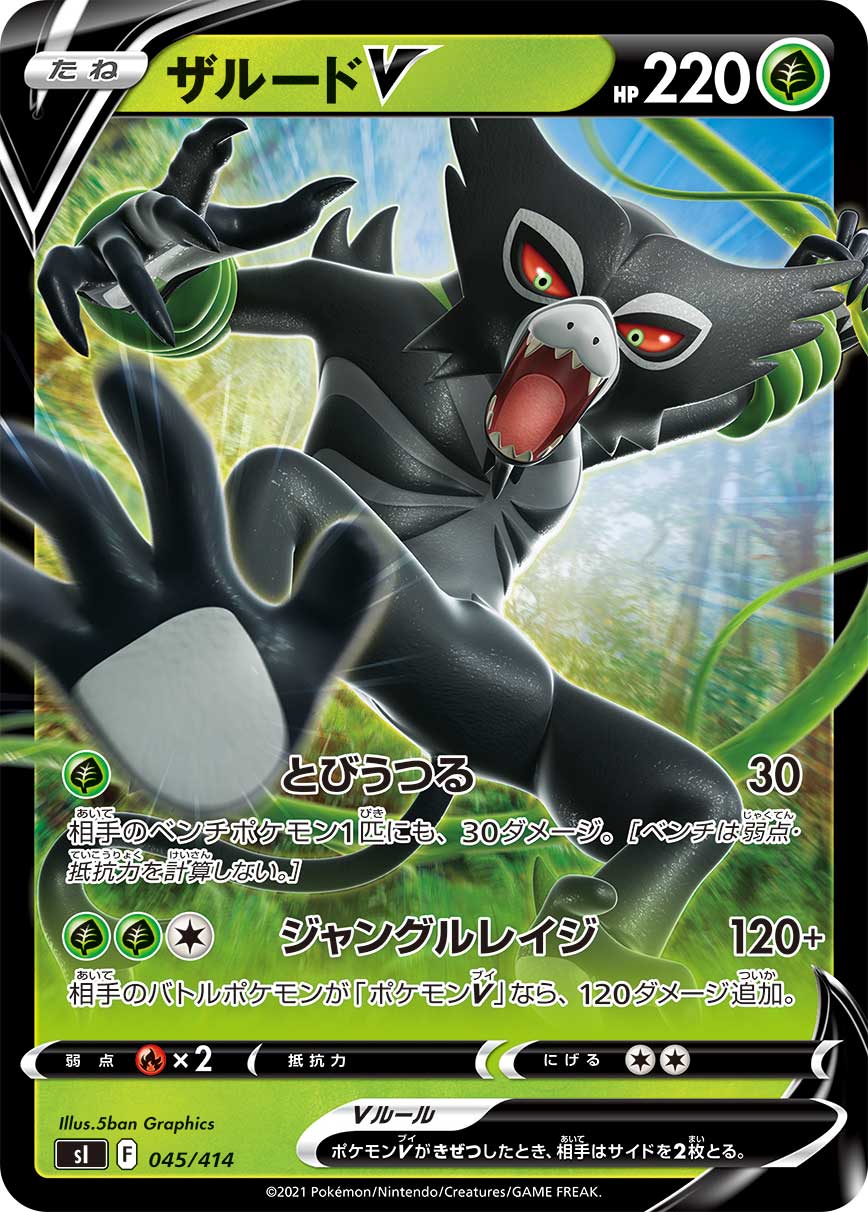 たね ザルードV HP 220
とびうつる 30
相手のベンチポケモン1匹にも、30ダメージ。[ベンチは弱点・
抵抗力を計算しない。]
ジャングルレイジ 120+
相手のバトルポケモンが「ポケモンV」なら、120ダメージ追加。
弱点 ×2 抵抗力 にげる
Illus.5ban Graphics
Vルール
ポケモンVがきぜつしたとき、相手はサイドを2枚とる。
sI F 045/414
©2021 Pokémon/Nintendo/Creatures/GAME FREAK.